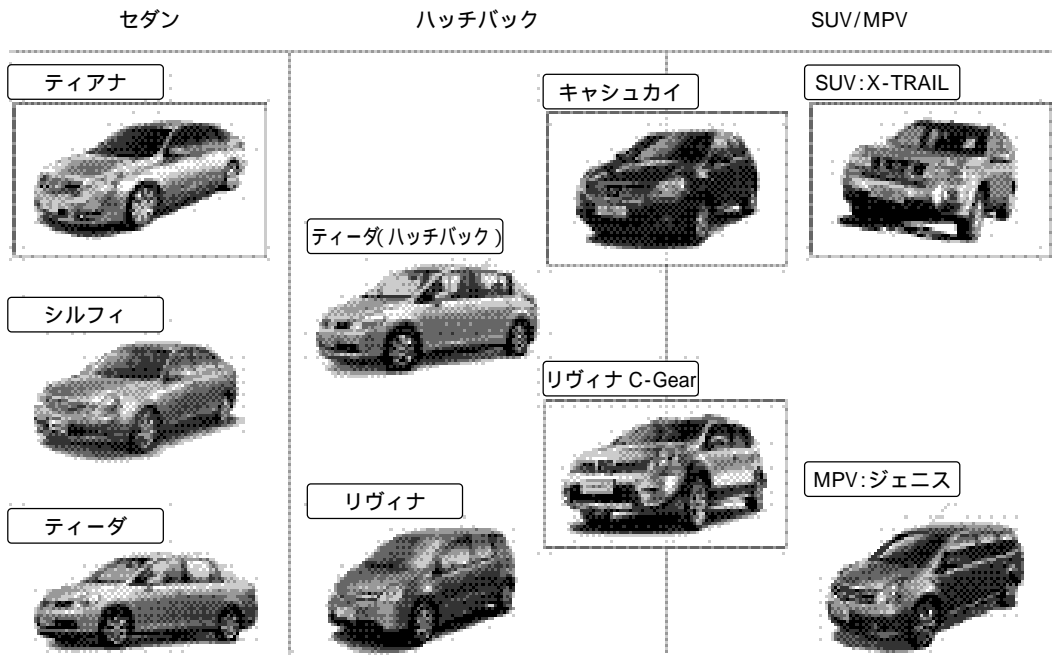 セダン
ハッチバック
SUV/MPV
ティアナ
キャシュカイ
SUV:X-TRAIL
ティーダ(ハッチバック)
シルフィ
リヴィナ C-Gear
MPV:ジェニス
リヴィナ
ティーダ